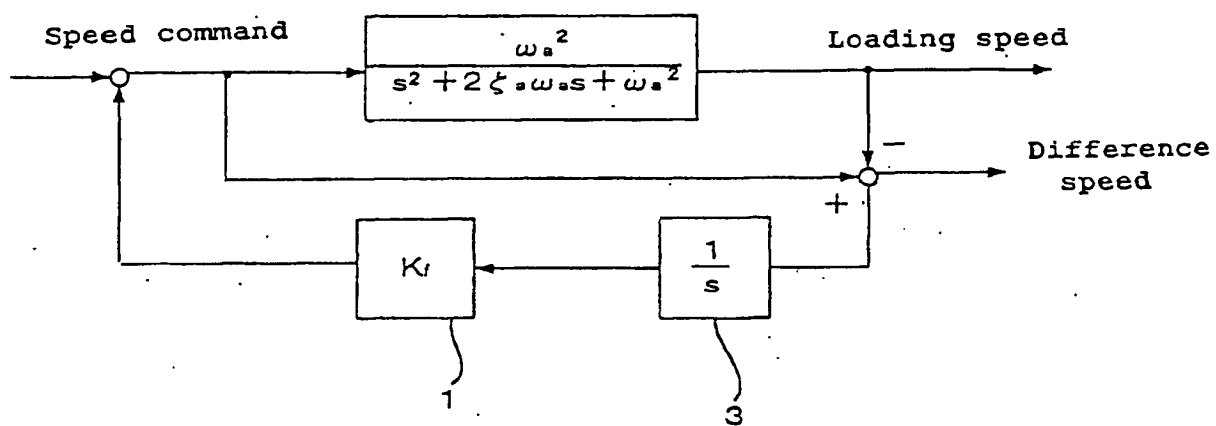 Speed command
ωa²
s² + 2ζaωas + ωa²
Loading speed
−
Difference
speed
+
Kf
1
s
1
3